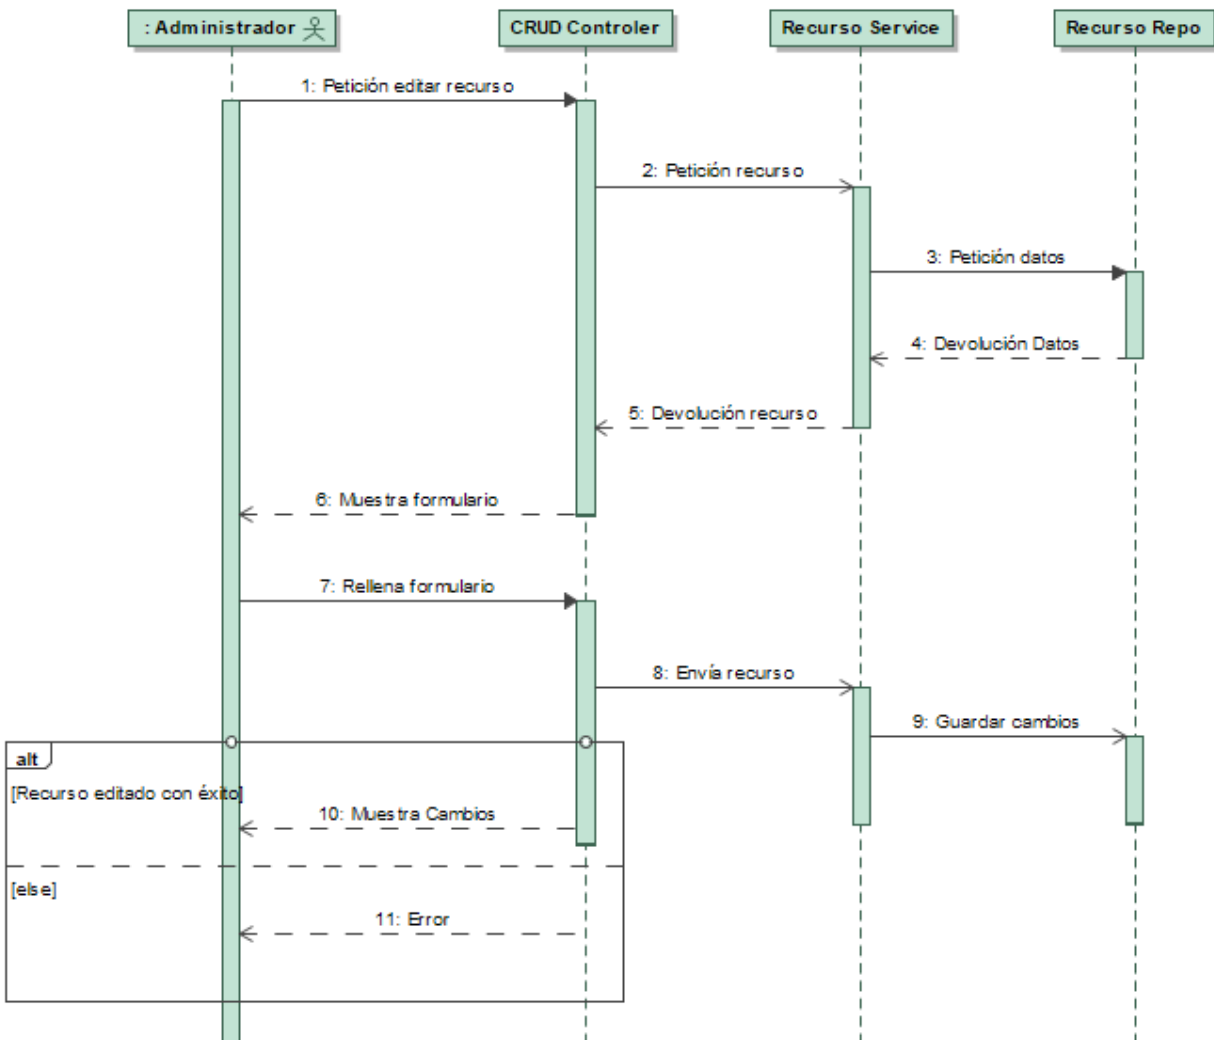 : Administrador
CRUD Controler
Recurso Service
Recurso Repo
1: Petición editar recurso
2: Petición recurso
3: Petición datos
4: Devolución Datos
5: Devolución recurso
6: Muestra formulario
7: Rellena formulario
8: Envía recurso
9: Guardar cambios
alt
[Recurso editado con éxito]
10: Muestra Cambios
[else]
11: Error